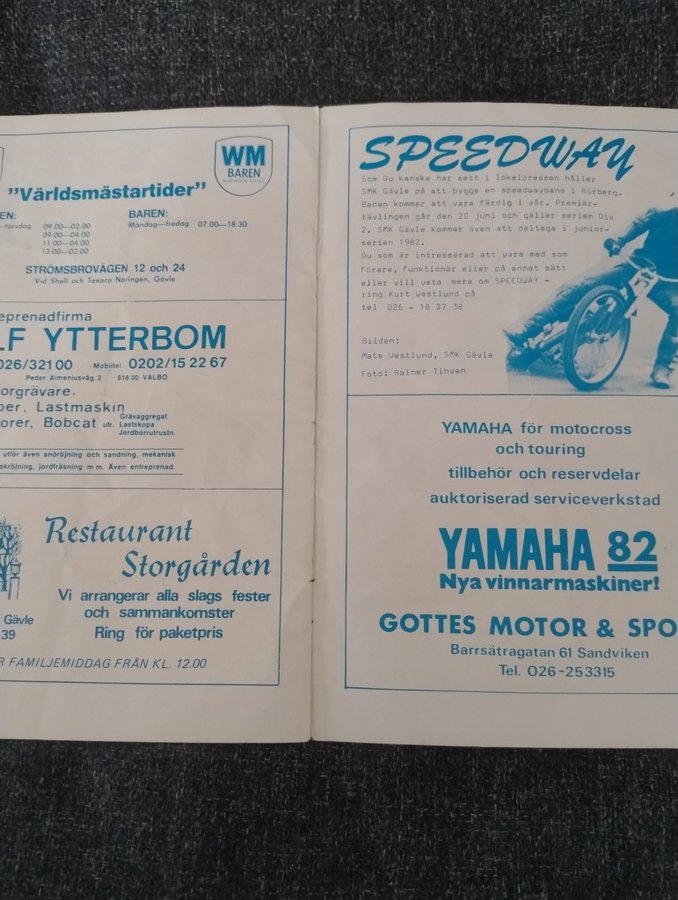 WM
BAREN
"Världsmästartider"
EN:
BAREN:
-torsdag 09.00—02.00
Måndag—fredag 07.00—18.30
09.00—04.00
11.00—04.00
13.00—02.00
STRÖMSBROVÄGEN 12 och 24
Vid Shell och Texaco Näringen, Gävle
eprenadfirma
LF YTTERBOM
026/321 00 Mobiltel. 0202/15 22 67
Peder Almeniusväg 2 818 00 VALBO
orgrävare,
per, Lastmaskin
orer, Bobcat utr. Grävaggregat
Lastskopa
Jordborrutrustn.
utför även snöröjning och sandning, mekanisk
skröjning, jordfräsning m m. Även entreprenad.
Restaurant
Storgården
Vi arrangerar alla slags fester
och sammankomster
Gävle
39
Ring för paketpris
R FAMILJEMIDDAG FRÅN KL. 12.00
SPEEDWAY
Som Du kanske har sett i lokalpressen håller
SMK Gävle på att bygga en speedwaybana i Rörberg.
Banan kommer att vara färdig i vår. Premiär-
tävlingen går den 20 juni och gäller serien Div
2. SMK Gävle kommer även att deltaga i junior-
serien 1982.
Du som är intresserad att vara med som
förare, funktionär eller på annat sätt
eller vill veta mera om SPEEDWAY -
ring Kurt Westlund på
tel 026 - 18 27 38
Bilden:
Mats Westlund, SMK Gävle
Foto: Rainer Tihvan
YAMAHA för motocross
och touring
tillbehör och reservdelar
auktoriserad serviceverkstad
YAMAHA 82
Nya vinnarmaskiner!
GOTTES MOTOR & SPO
Barrsätragatan 61 Sandviken
Tel. 026-253315